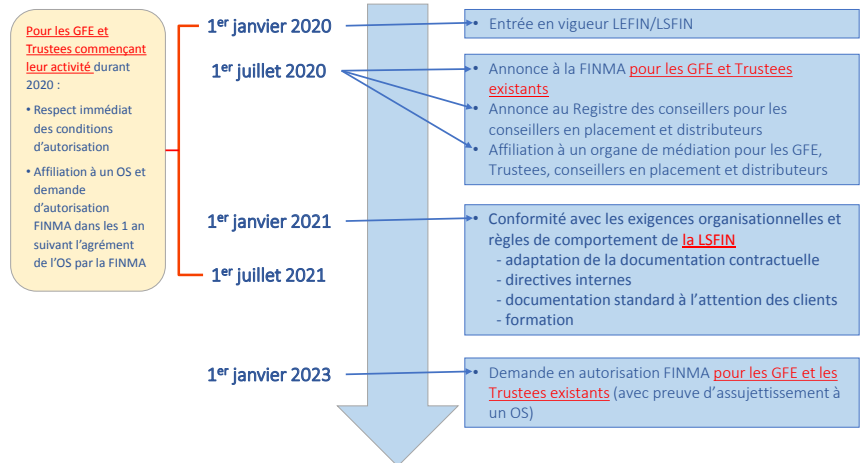 Pour les GFE et
Trustees commençant
leur activité durant
2020 :
• Respect immédiat
des conditions
d'autorisation
• Affiliation à un OS et
demande
d'autorisation
FINMA dans les 1 an
suivant l'agrément
de l'OS par la FINMA
1er janvier 2020
1er juillet 2020
1er janvier 2021
1er juillet 2021
1er janvier 2023
• Entrée en vigueur LEFIN/LSFIN
• Annonce à la FINMA pour les GFE et Trustees
existants
• Annonce au Registre des conseillers pour les
conseillers en placement et distributeurs
• Affiliation à un organe de médiation pour les GFE,
Trustees, conseillers en placement et distributeurs
• Conformité avec les exigences organisationnelles et
règles de comportement de la LSFIN
- adaptation de la documentation contractuelle
- directives internes
- documentation standard à l'attention des clients
- formation
• Demande en autorisation FINMA pour les GFE et les
Trustees existants (avec preuve d'assujettissement à
un OS)